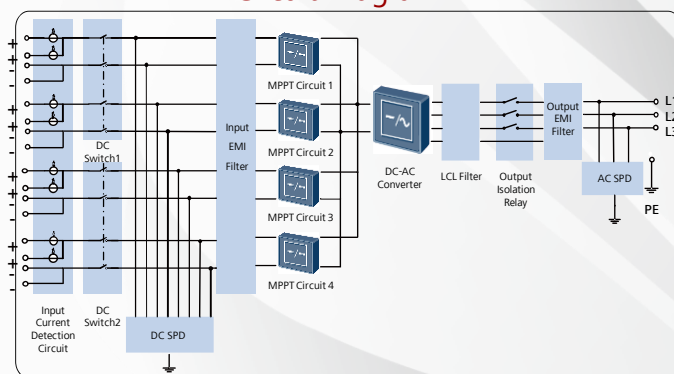 +
+
-
-
+
+
-
-
+
+
-
-
+
+
-
-
DC
Switch1
Input
EMI
Filter
MPPT Circuit 1
MPPT Circuit 2
MPPT Circuit 3
MPPT Circuit 4
DC-AC
Converter
LCL Filter
Output
Isolation
Relay
Output
EMI
Filter
L1
L2
L3
AC SPD
PE
Input
Current
Detection
Circuit
DC
Switch2
DC SPD